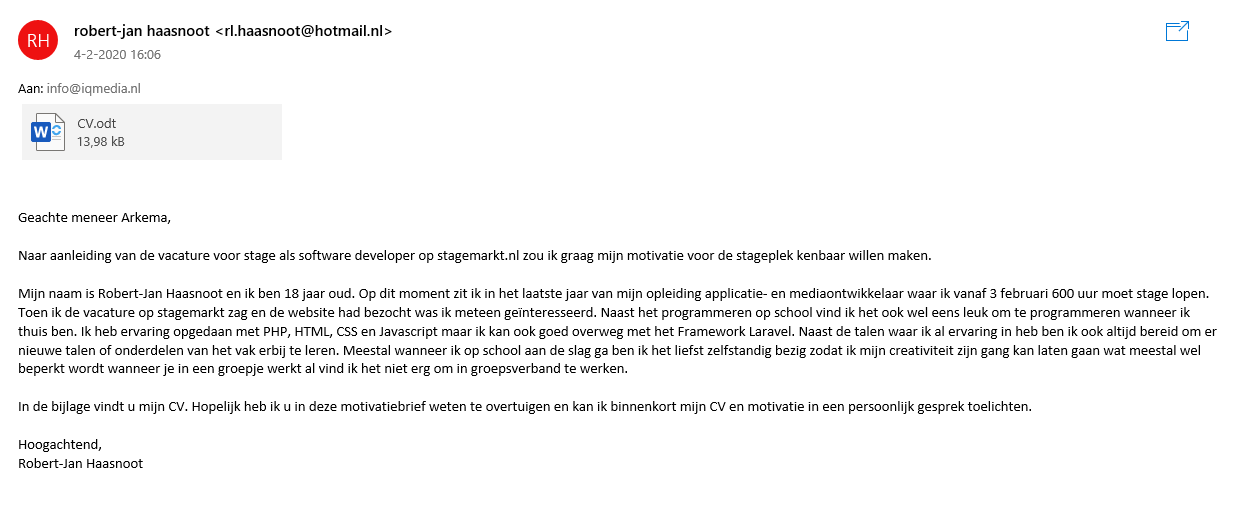 RH
robert-jan haasnoot <rl.haasnoot@hotmail.nl>
4-2-2020 16:06
Aan: info@iqmedia.nl
W
CV.odt
13,98 kB
Geachte meneer Arkema,
Naar aanleiding van de vacature voor stage als software developer op stagemarkt.nl zou ik graag mijn motivatie voor de stageplek kenbaar willen maken.
Mijn naam is Robert-Jan Haasnoot en ik ben 18 jaar oud. Op dit moment zit ik in het laatste jaar van mijn opleiding applicatie- en mediaontwikkelaar waar ik vanaf 3 februari 600 uur moet stage lopen.
Toen ik de vacature op stagemarkt zag en de website had bezocht was ik meteen geïnteresseerd. Naast het programmeren op school vind ik het ook wel eens leuk om te programmeren wanneer ik
thuis ben. Ik heb ervaring opgedaan met PHP, HTML, CSS en Javascript maar ik kan ook goed overweg met het Framework Laravel. Naast de talen waar ik al ervaring in heb ben ik ook altijd bereid om er
nieuwe talen of onderdelen van het vak erbij te leren. Meestal wanneer ik op school aan de slag ga ben ik het liefst zelfstandig bezig zodat ik mijn creativiteit zijn gang kan laten gaan wat meestal wel
beperkt wordt wanneer je in een groepje werkt al vind ik het niet erg om in groepsverband te werken.
In de bijlage vindt u mijn CV. Hopelijk heb ik u in deze motivatiebrief weten te overtuigen en kan ik binnenkort mijn CV en motivatie in een persoonlijk gesprek toelichten.
Hoogachtend,
Robert-Jan Haasnoot